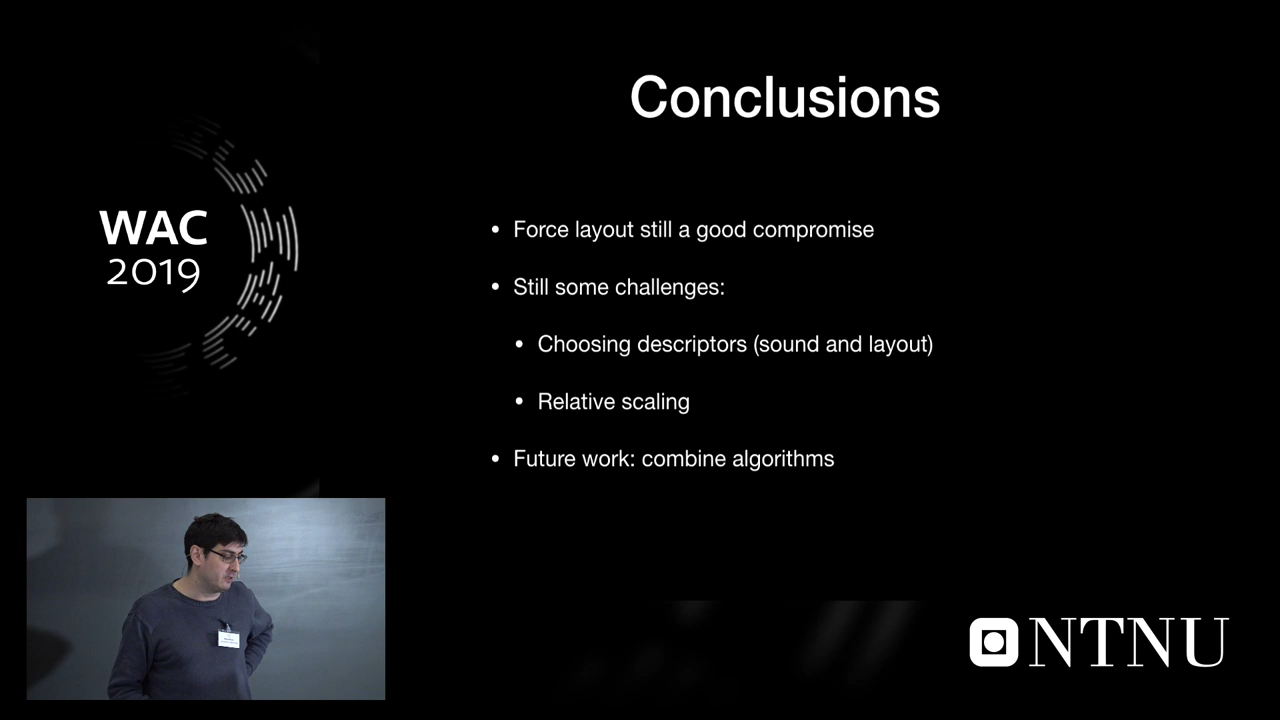 Conclusions
WAC
2019
• Force layout still a good compromise
• Still some challenges:
• Choosing descriptors (sound and layout)
• Relative scaling
• Future work: combine algorithms
NTNU